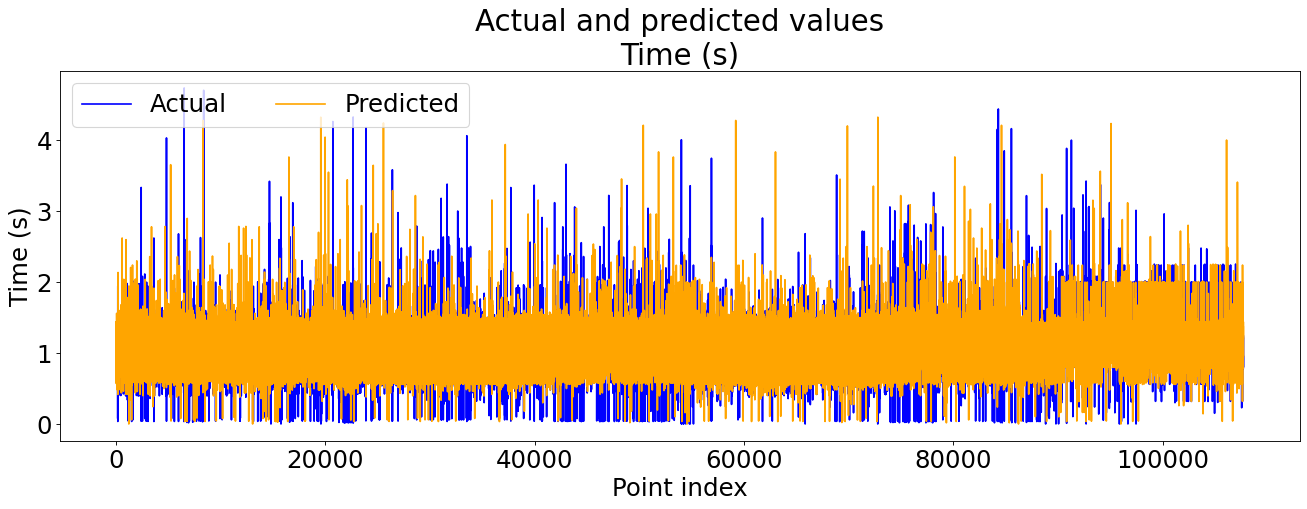 Actual and predicted values
Time (s)
Actual Predicted
Time (s)
4
3
2
1
0
0 20000 40000 60000 80000 100000
Point index